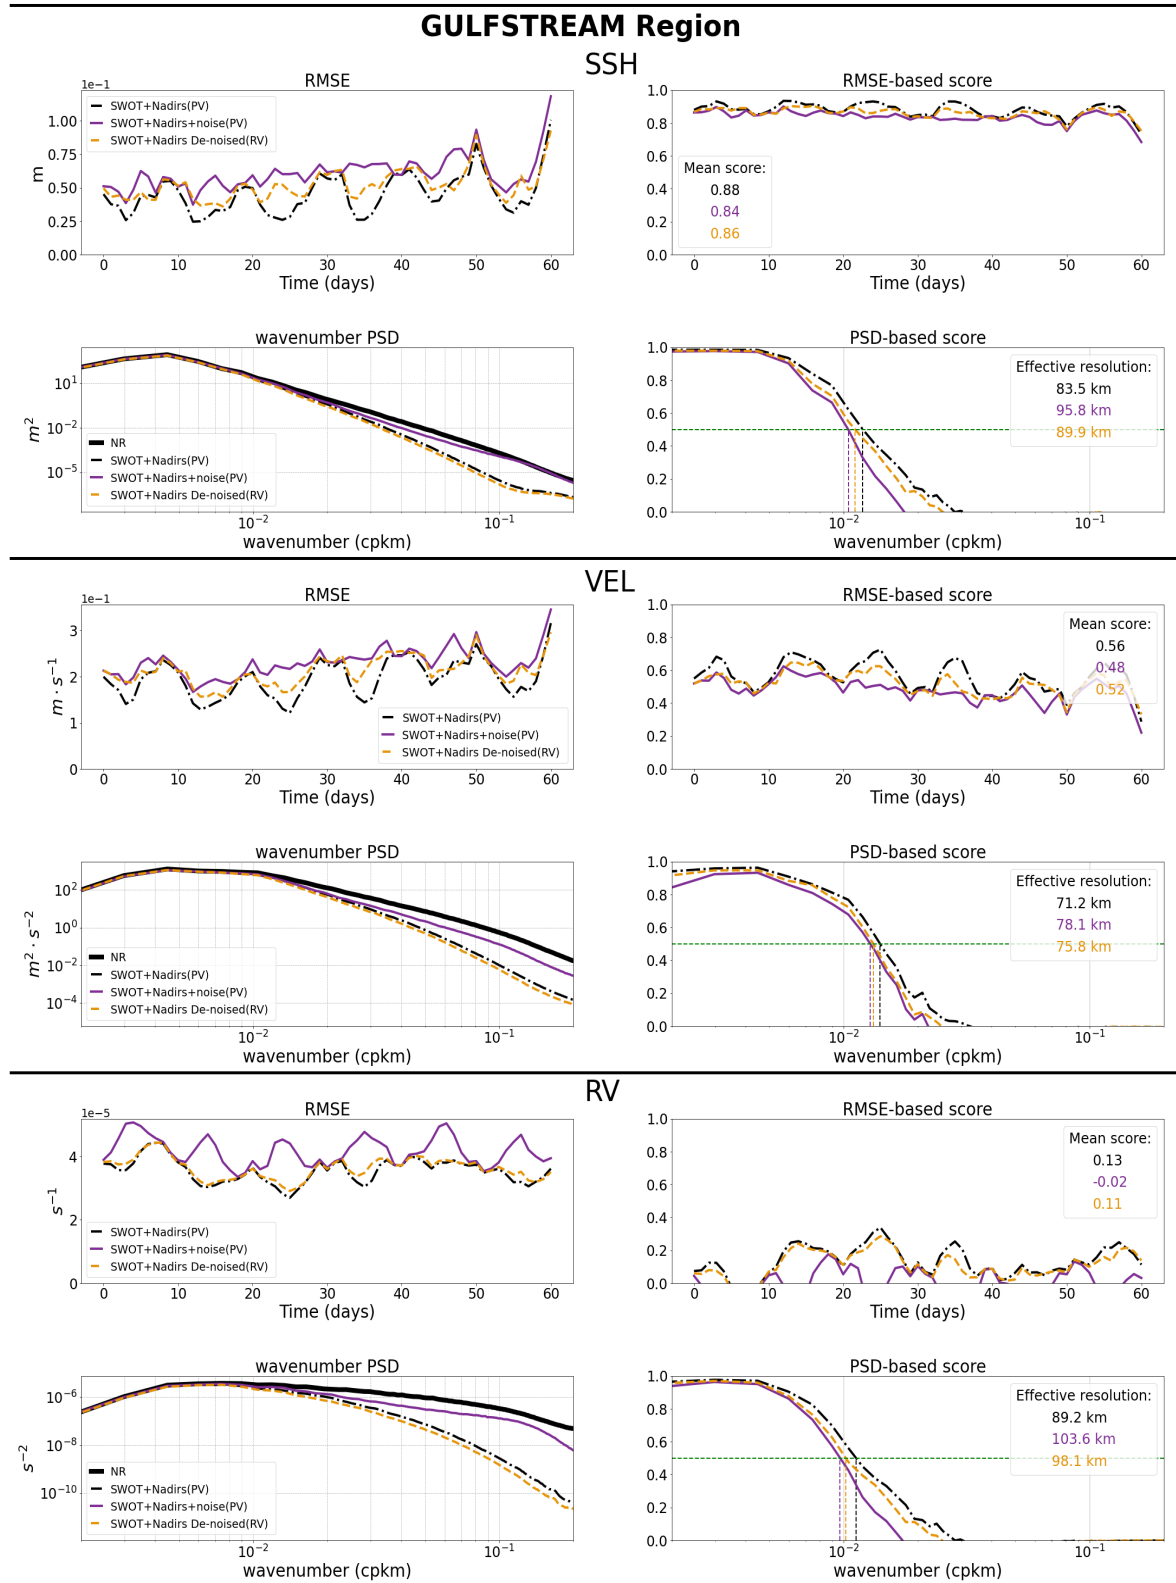 GULFSTREAM Region
SSH
RMSE
1e−1
1.00
0.75
0.50
0.25
0.00
m
SWOT+Nadirs(PV)
SWOT+Nadirs+noise(PV)
SWOT+Nadirs De-noised(RV)
0 10 20 30 40 50 60
Time (days)
RMSE-based score
1.0
0.8
0.6
0.4
0.2
0.0
Mean score:
0.88
0.84
0.86
0 10 20 30 40 50 60
Time (days)
wavenumber PSD
10¹
10⁻²
10⁻⁵
m²
NR
SWOT+Nadirs(PV)
SWOT+Nadirs+noise(PV)
SWOT+Nadirs De-noised(RV)
10⁻² 10⁻¹
wavenumber (cpkm)
PSD-based score
1.0
0.8
0.6
0.4
0.2
0.0
Effective resolution:
83.5 km
95.8 km
89.9 km
10⁻² 10⁻¹
wavenumber (cpkm)
VEL
RMSE
1e−1
3
2
1
0
m · s⁻¹
SWOT+Nadirs(PV)
SWOT+Nadirs+noise(PV)
SWOT+Nadirs De-noised(RV)
0 10 20 30 40 50 60
Time (days)
RMSE-based score
1.0
0.8
0.6
0.4
0.2
0.0
Mean score:
0.56
0.48
0.52
0 10 20 30 40 50 60
Time (days)
wavenumber PSD
10²
10⁰
10⁻²
10⁻⁴
m² · s⁻²
NR
SWOT+Nadirs(PV)
SWOT+Nadirs+noise(PV)
SWOT+Nadirs De-noised(RV)
10⁻² 10⁻¹
wavenumber (cpkm)
PSD-based score
1.0
0.8
0.6
0.4
0.2
0.0
Effective resolution:
71.2 km
78.1 km
75.8 km
10⁻² 10⁻¹
wavenumber (cpkm)
RV
RMSE
1e−5
4
2
0
s⁻¹
SWOT+Nadirs(PV)
SWOT+Nadirs+noise(PV)
SWOT+Nadirs De-noised(RV)
0 10 20 30 40 50 60
Time (days)
RMSE-based score
1.0
0.8
0.6
0.4
0.2
0.0
Mean score:
0.13
-0.02
0.11
0 10 20 30 40 50 60
Time (days)
wavenumber PSD
10⁻⁶
10⁻⁸
10⁻¹⁰
s⁻²
NR
SWOT+Nadirs(PV)
SWOT+Nadirs+noise(PV)
SWOT+Nadirs De-noised(RV)
10⁻² 10⁻¹
wavenumber (cpkm)
PSD-based score
1.0
0.8
0.6
0.4
0.2
0.0
Effective resolution:
89.2 km
103.6 km
98.1 km
10⁻² 10⁻¹
wavenumber (cpkm)